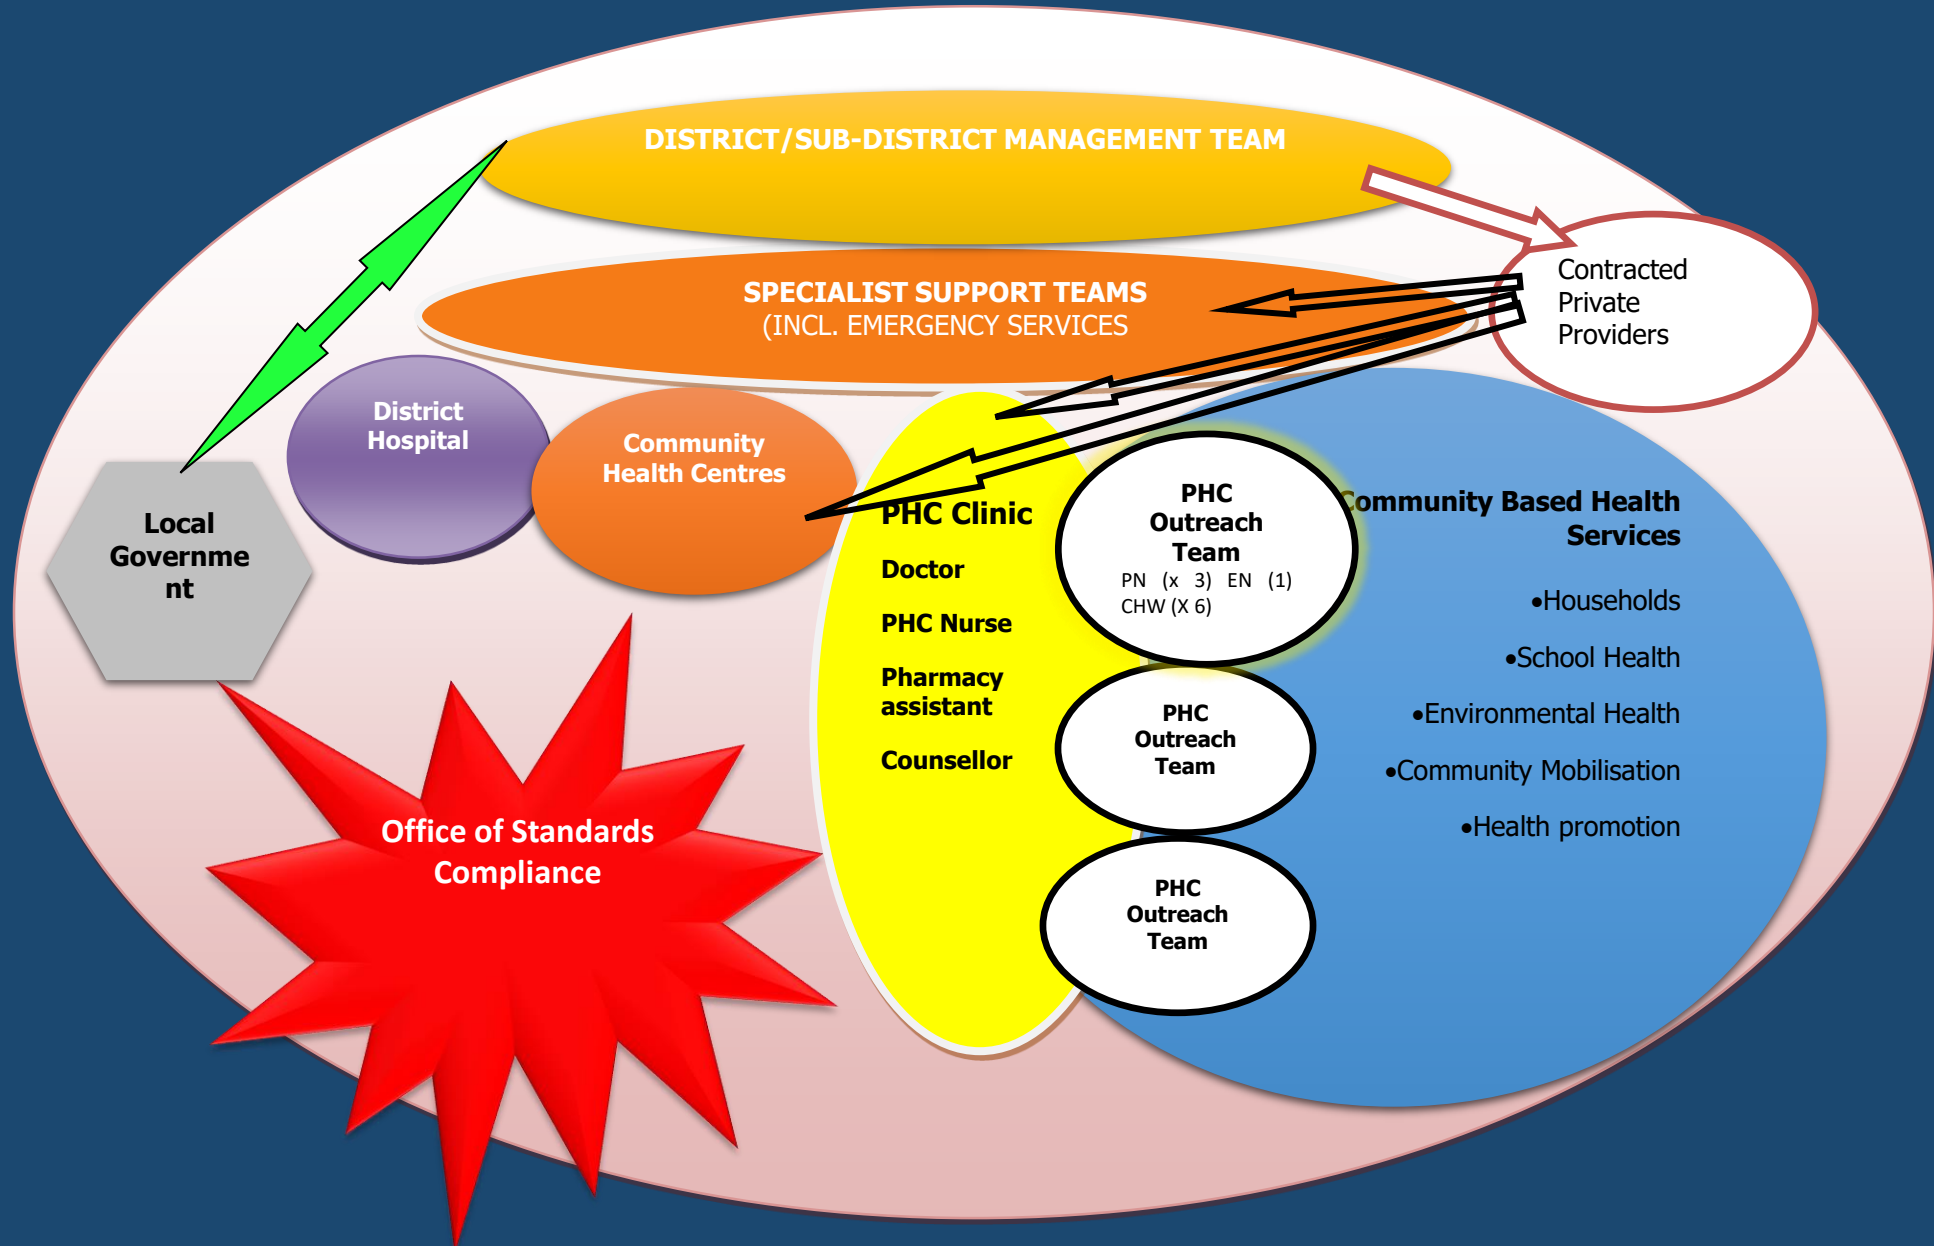 DISTRICT/SUB-DISTRICT MANAGEMENT TEAM
SPECIALIST SUPPORT TEAMS
(INCL. EMERGENCY SERVICES
Contracted
Private
Providers
District
Hospital
Community
Health Centres
Local
Governme
nt
PHC Clinic
Doctor
PHC Nurse
Pharmacy
assistant
Counsellor
PHC
Outreach
Team
PN (x 3) EN (1)
CHW (X 6)
PHC
Outreach
Team
PHC
Outreach
Team
Community Based Health
Services
•Households
•School Health
•Environmental Health
•Community Mobilisation
•Health promotion
Office of Standards
Compliance